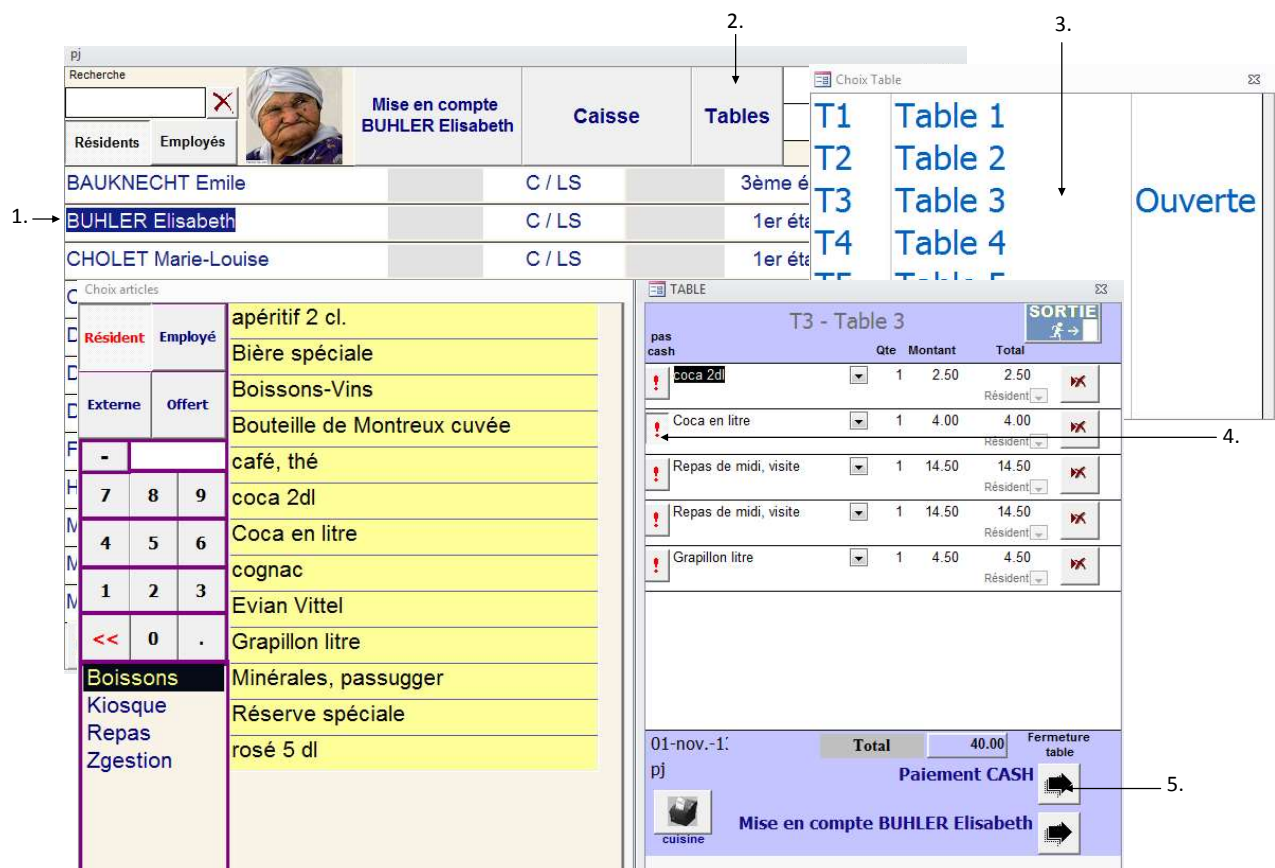 2.
3.
pj
Recherche
Résidents Employés
Mise en compte
BUHLER Elisabeth
Caisse
Tables
Choix Table
T1 Table 1
T2 Table 2
T3 Table 3 Ouverte
T4 Table 4
BAUKNECHT Emile C / LS 3ème
1.
BUHLER Elisabeth C / LS 1er
CHOLET Marie-Louise C / LS 1er
Choix articles
Résident Employé
Externe Offert
-
7 8 9
4 5 6
1 2 3
<< 0 .
Boissons
Kiosque
Repas
Zgestion
apéritif 2 cl.
Bière spéciale
Boissons-Vins
Bouteille de Montreux cuvée
café, thé
coca 2dl
Coca en litre
cognac
Evian Vittel
Grapillon litre
Minérales, passugger
Réserve spéciale
rosé 5 dl
TABLE
T3 - Table 3
SORTIE
pas
cash Qte Montant Total
coca 2dl 1 2.50 2.50
Résident
Coca en litre 1 4.00 4.00
Résident
4.
Repas de midi, visite 1 14.50 14.50
Résident
Repas de midi, visite 1 14.50 14.50
Résident
Grapillon litre 1 4.50 4.50
Résident
01-nov.-1
Total 40.00
Fermeture
table
pj
Paiement CASH
5.
cuisine
Mise en compte BUHLER Elisabeth